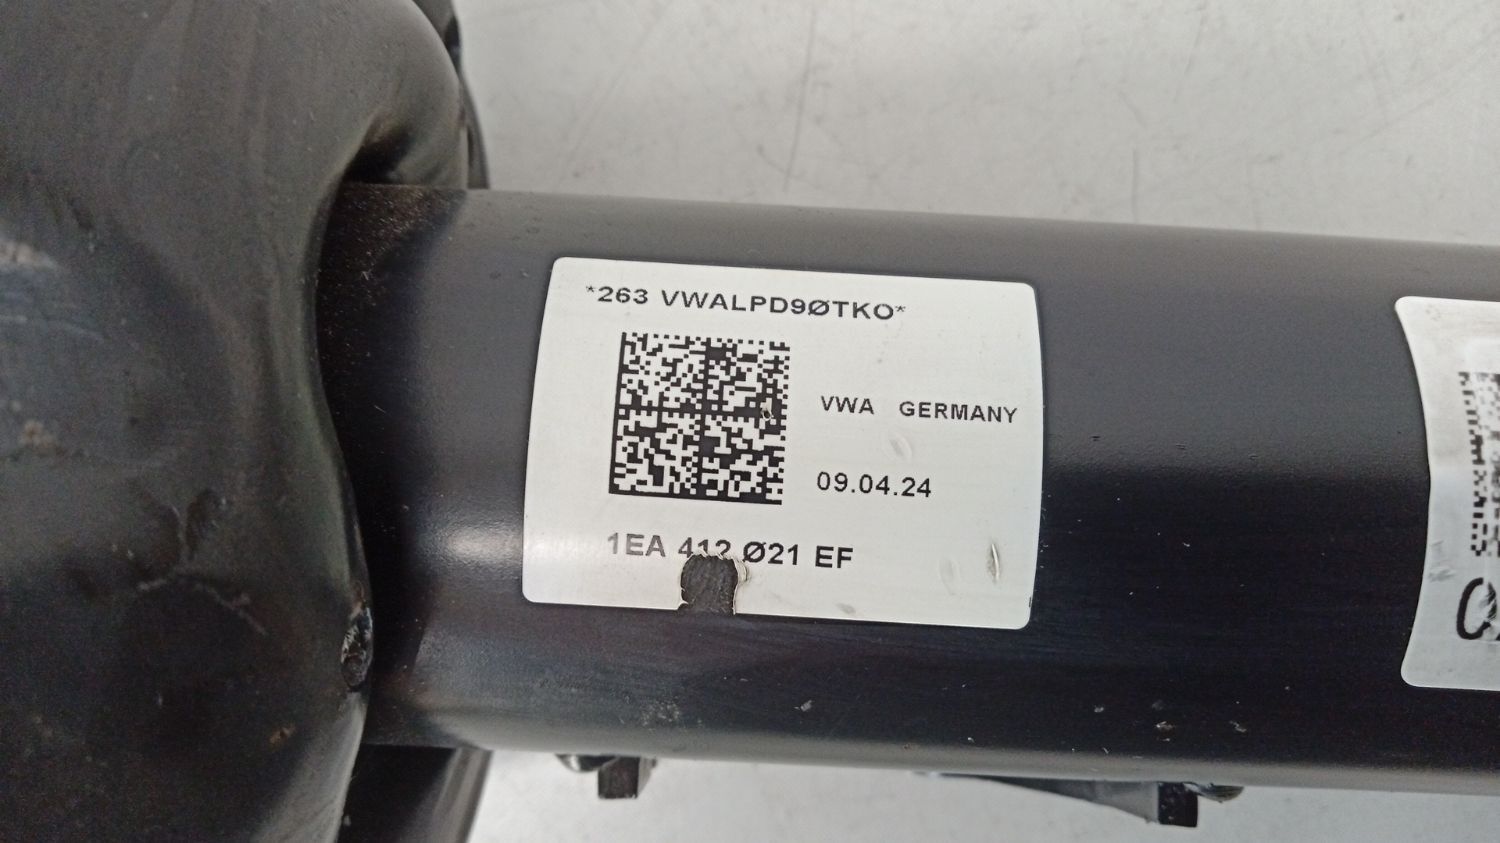 *263 VWALPD9ØTKO*
VWA GERMANY
09.04.24
1EA 412 Ø21 EF